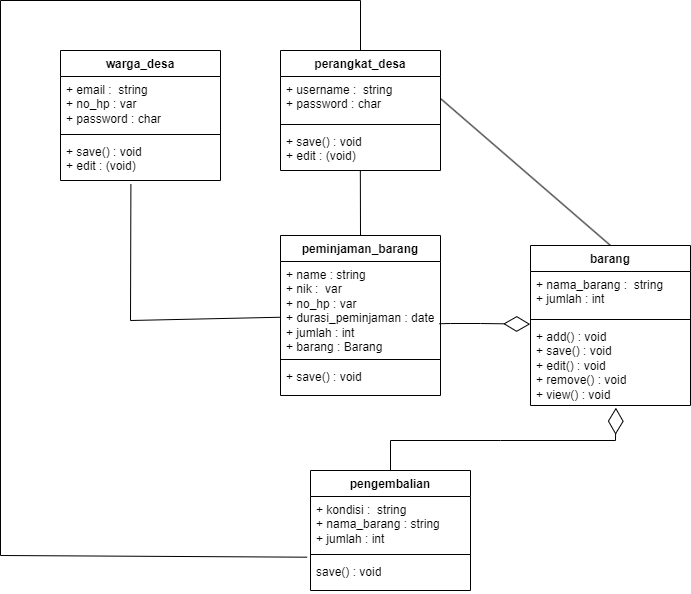 warga_desa
+ email :  string
+ no_hp : var
+ password : char
+ save() : void
+ edit : (void)
perangkat_desa
+ username :  string
+ password : char
+ save() : void
+ edit : (void)
peminjaman_barang
+ name : string
+ nik :  var
+ no_hp : var
+ durasi_peminjaman : date
+ jumlah : int
+ barang : Barang
+ save() : void
barang
+ nama_barang :  string
+ jumlah : int
+ add() : void
+ save() : void
+ edit() : void
+ remove() : void
+ view() : void
pengembalian
+ kondisi :  string
+ nama_barang : string
+ jumlah : int
save() : void